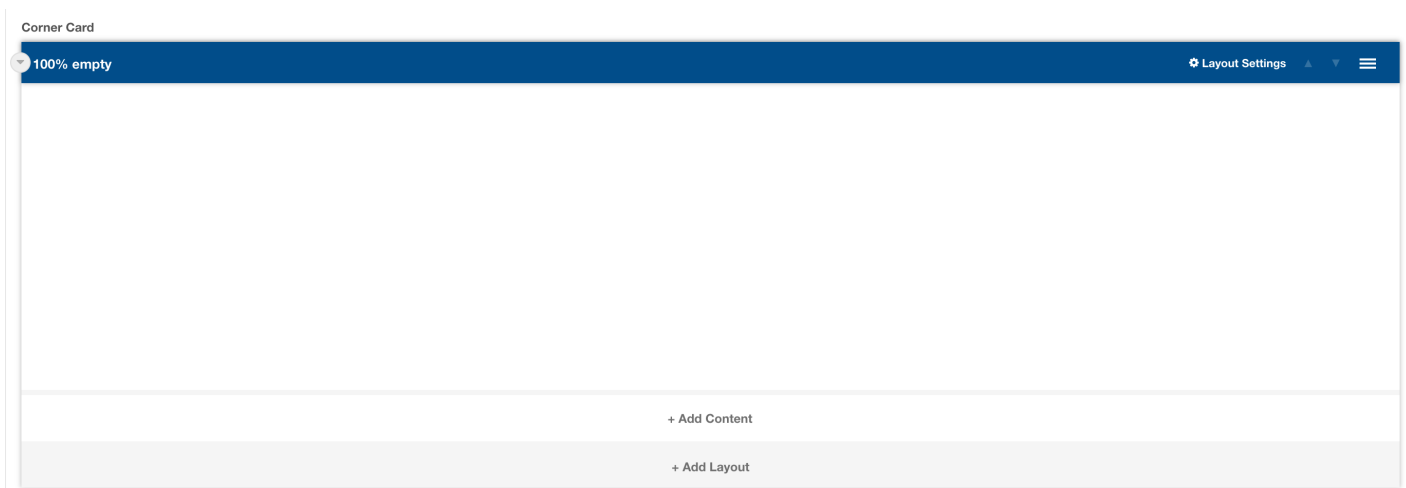 Corner Card
100% empty
Layout Settings
+ Add Content
+ Add Layout